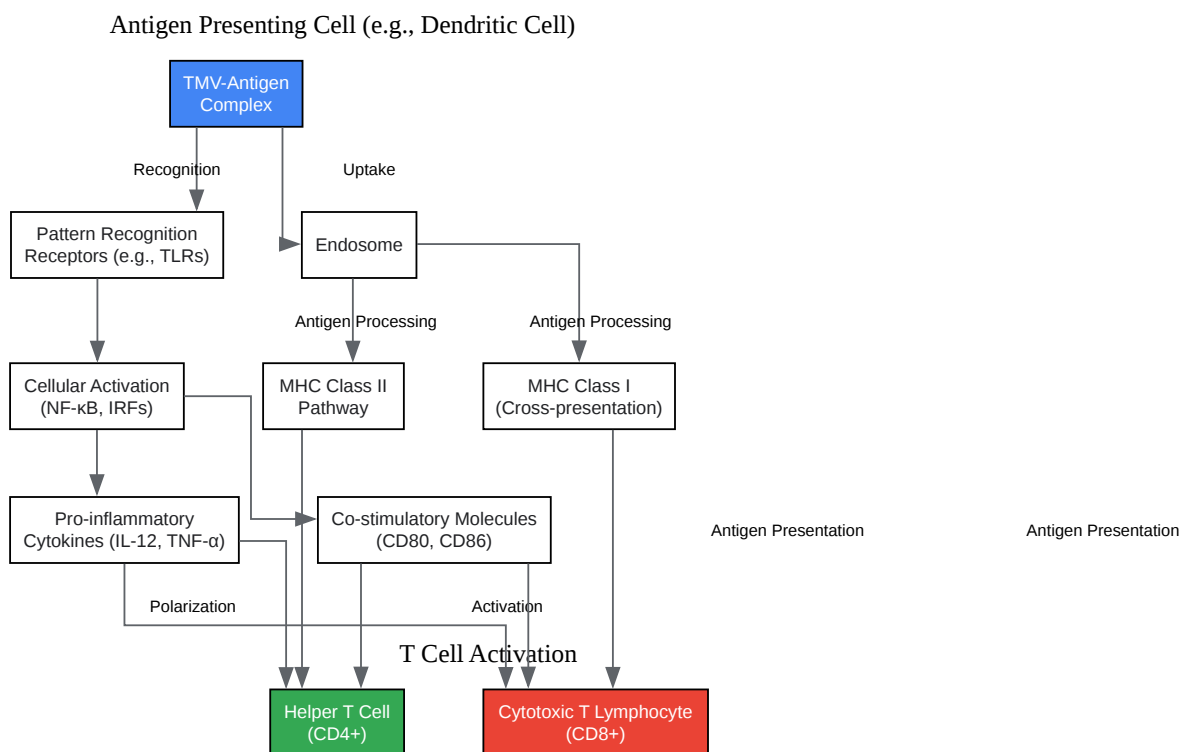 Antigen Presenting Cell (e.g., Dendritic Cell)
TMV-Antigen
Complex
Recognition
Uptake
Pattern Recognition
Receptors (e.g., TLRs)
Endosome
Antigen Processing
Antigen Processing
Cellular Activation
(NF-κB, IRFs)
MHC Class II
Pathway
MHC Class I
(Cross-presentation)
Pro-inflammatory
Cytokines (IL-12, TNF-α)
Co-stimulatory Molecules
(CD80, CD86)
Antigen Presentation
Antigen Presentation
Polarization
Activation
T Cell Activation
Helper T Cell
(CD4+)
Cytotoxic T Lymphocyte
(CD8+)